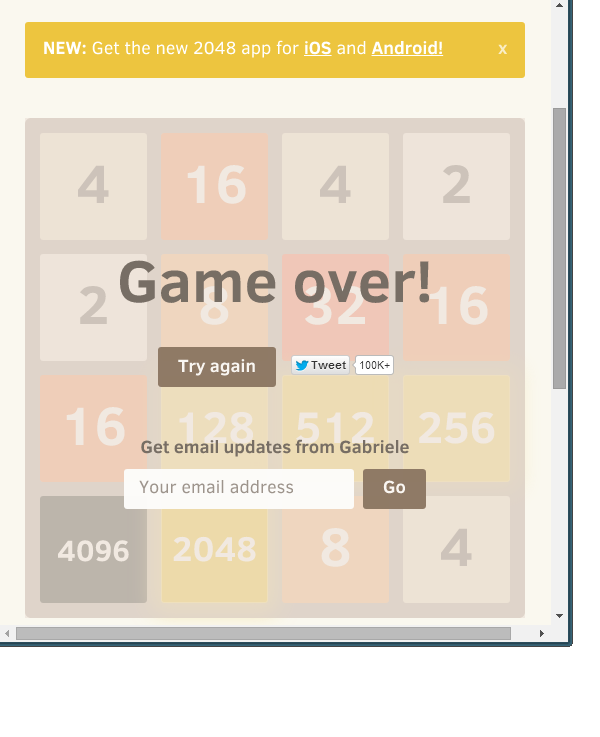 NEW: Get the new 2048 app for iOS and Android! x
4 16 4 2
2 8 32 16
Game over!
Try again Tweet 100K+
16 128 512 256
Get email updates from Gabriele
Your email address Go
4096 2048 8 4